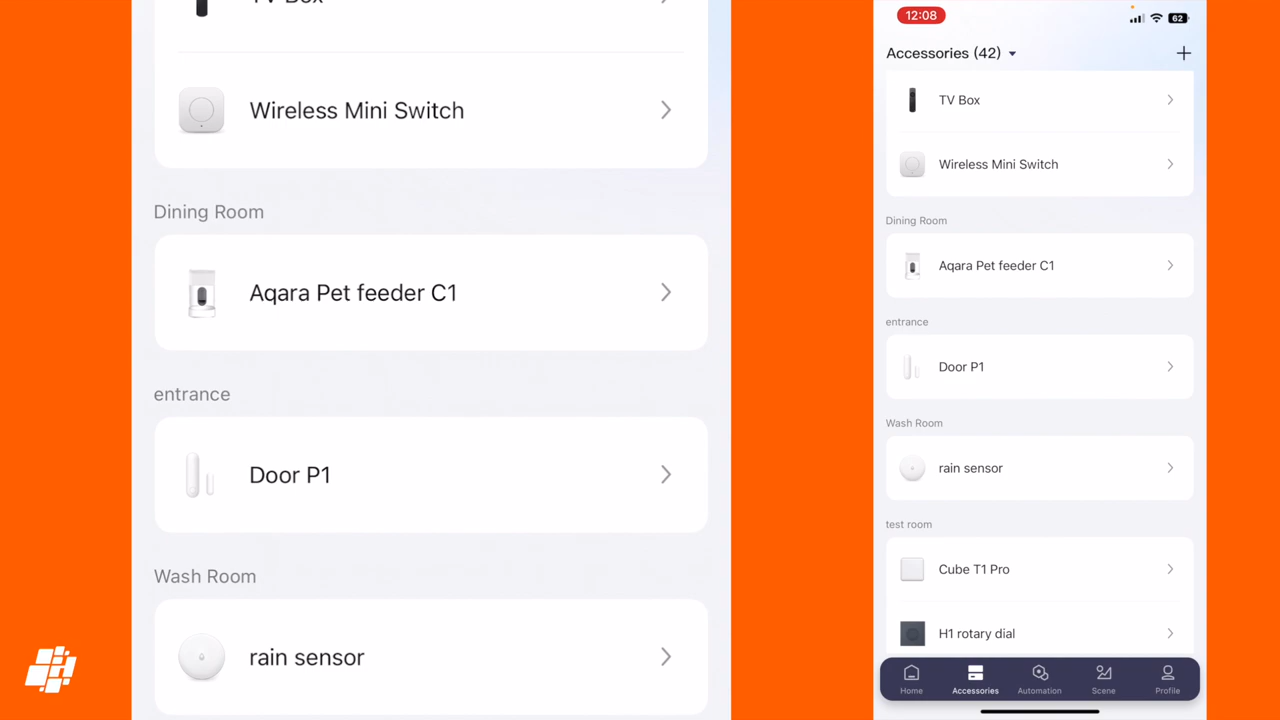 TV Box
Wireless Mini Switch
Dining Room
Aqara Pet feeder C1
entrance
Door P1
Wash Room
rain sensor
12:08
62
Accessories (42)
TV Box
Wireless Mini Switch
Dining Room
Aqara Pet feeder C1
entrance
Door P1
Wash Room
rain sensor
test room
Cube T1 Pro
H1 rotary dial
Home Accessories Automation Scene Profile